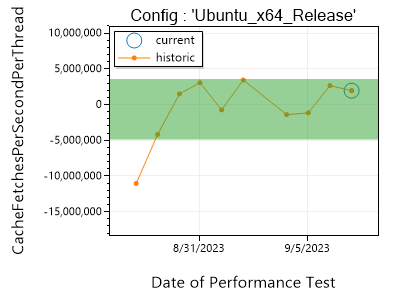 Config : 'Ubuntu_x64_Release'
CacheFetchesPerSecondPerThread
10,000,000
5,000,000
0
-5,000,000
-10,000,000
-15,000,000
current
historic
8/31/2023
9/5/2023
Date of Performance Test